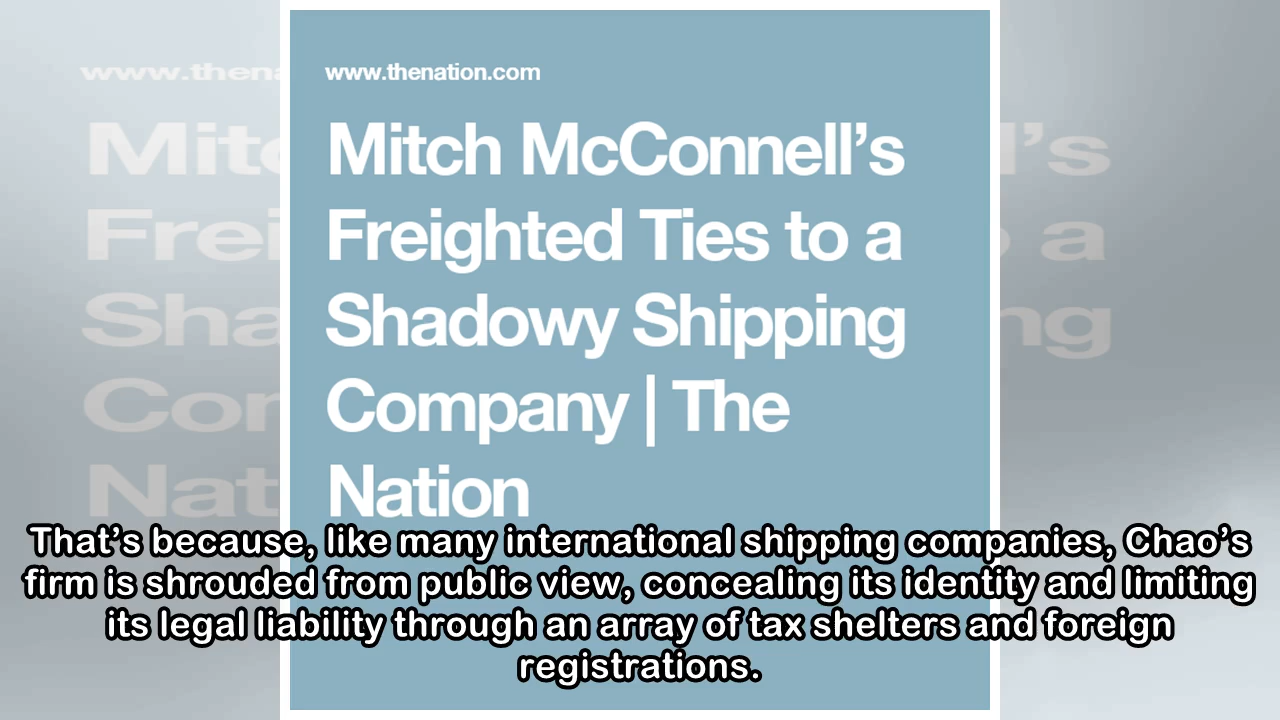 www.thenation.com
Mitch McConnell’s
Freighted Ties to a
Shadowy Shipping
Company | The
Nation
That’s because, like many international shipping companies, Chao’s
firm is shrouded from public view, concealing its identity and limiting
its legal liability through an array of tax shelters and foreign
registrations.